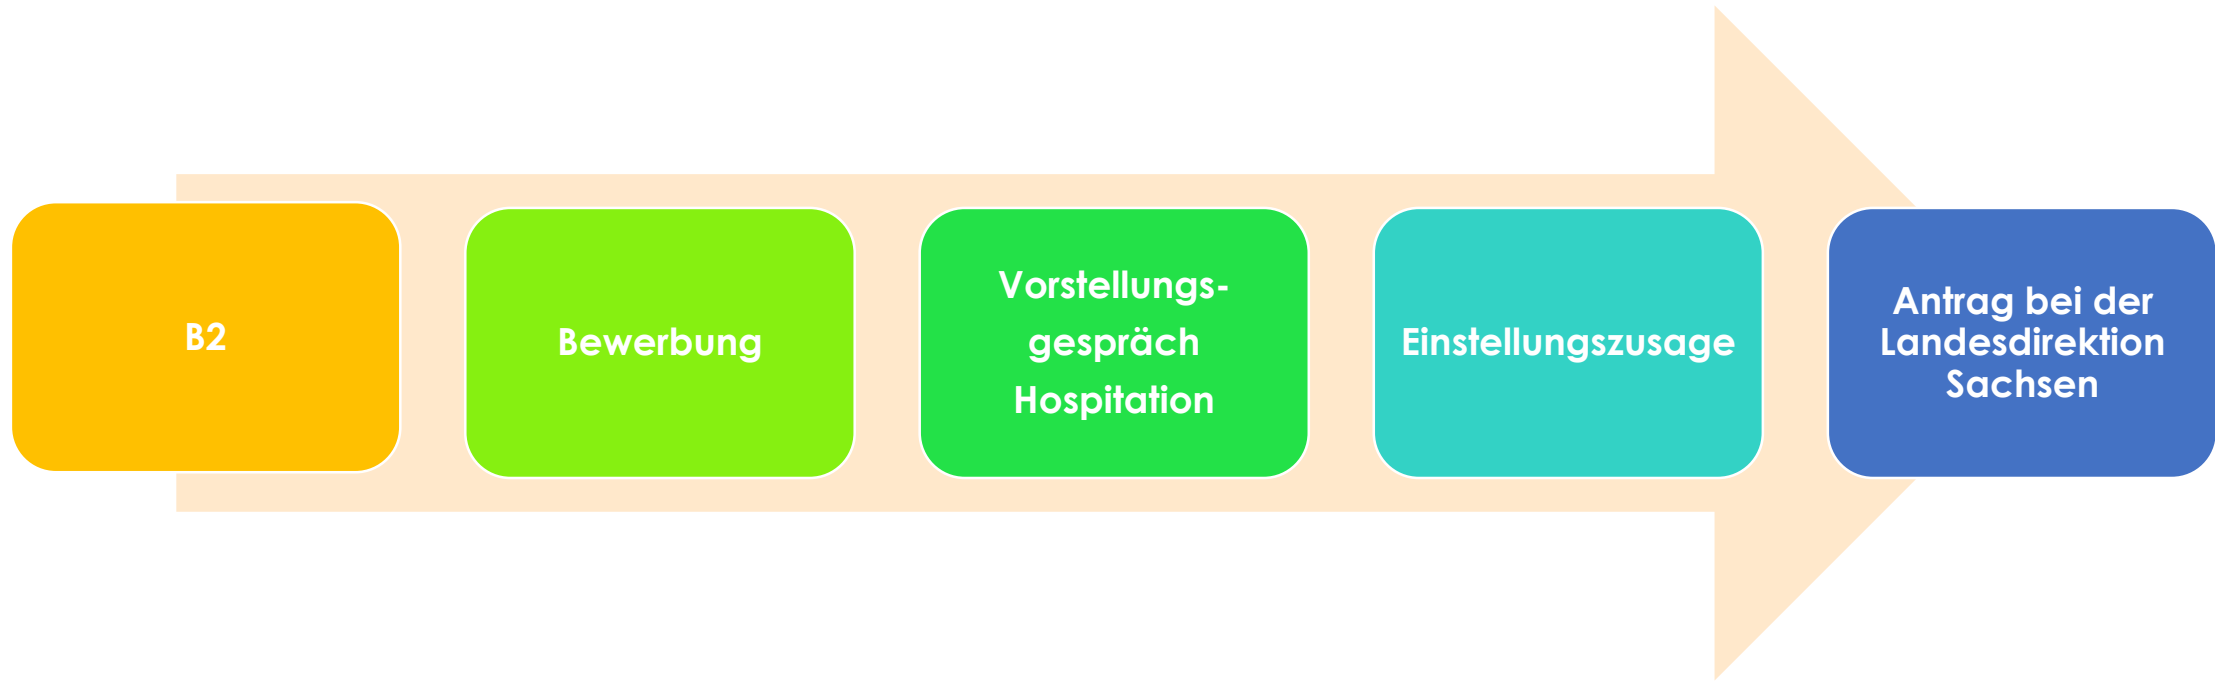 B2
Bewerbung
Vorstellungs-
gespräch
Hospitation
Einstellungszusage
Antrag bei der
Landesdirektion
Sachsen